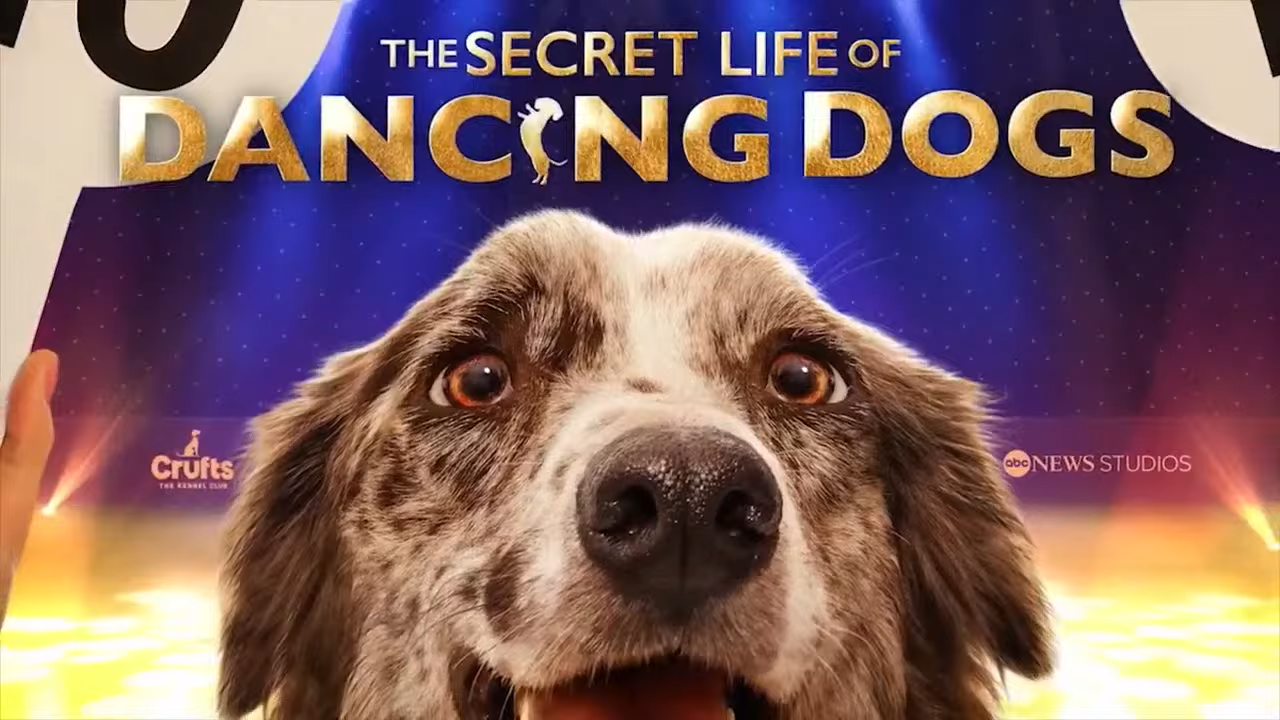 THE SECRET LIFE OF
DANCING DOGS
Crufts
THE KENNEL CLUB
abc NEWS STUDIOS